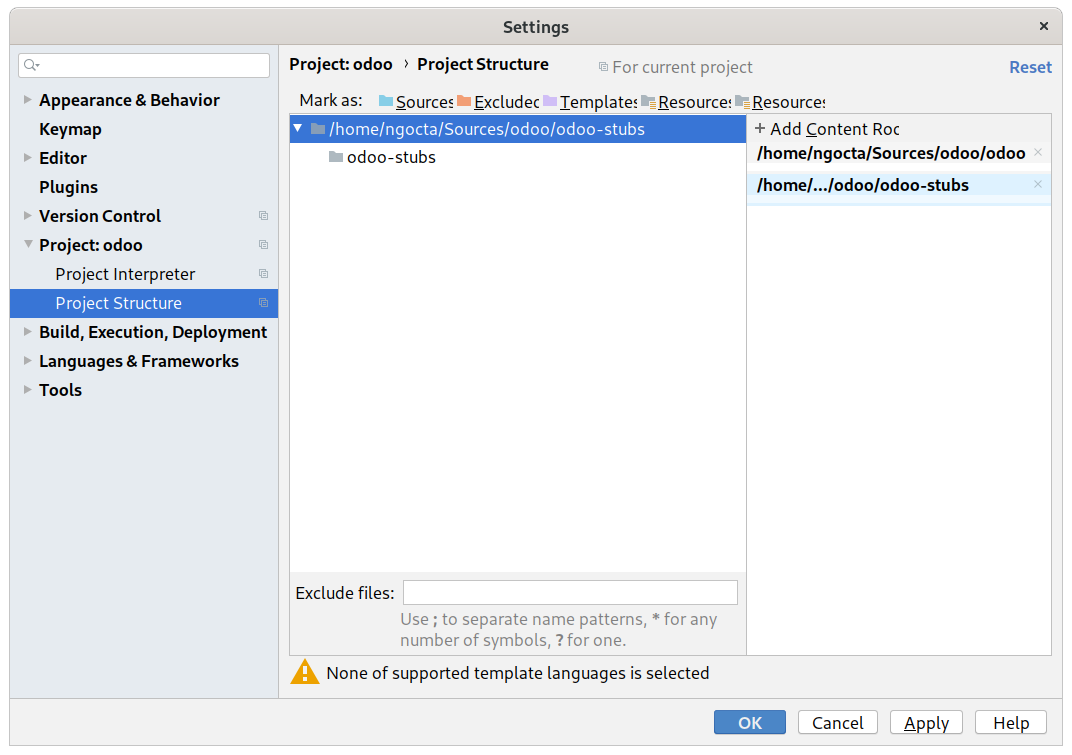 Settings
Project: odoo › Project Structure
For current project
Reset
Appearance & Behavior
Keymap
Editor
Plugins
Version Control
Project: odoo
Project Interpreter
Project Structure
Build, Execution, Deployment
Languages & Frameworks
Tools
Mark as: Sources Excluded Templates Resources Resources
/home/ngocta/Sources/odoo/odoo-stubs
odoo-stubs
+ Add Content Roc
/home/ngocta/Sources/odoo/odoo
/home/.../odoo/odoo-stubs
Exclude files:
Use ; to separate name patterns, * for any
number of symbols, ? for one.
None of supported template languages is selected
OK Cancel Apply Help